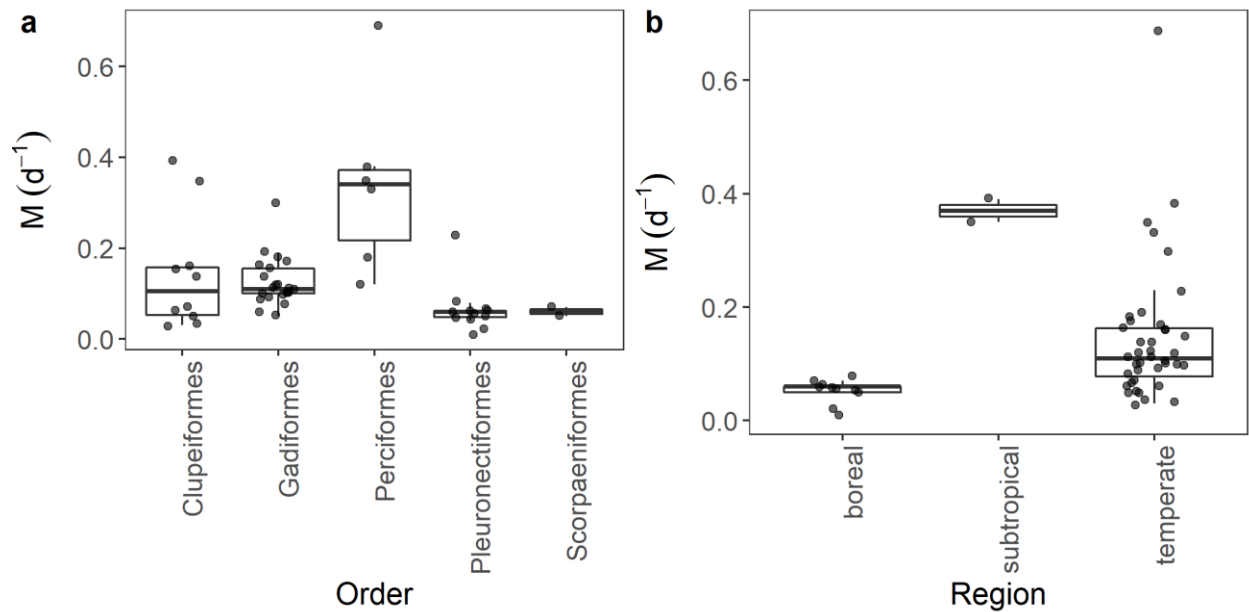 a
M (d⁻¹)
0.6
0.4
0.2
0.0
Clupeiformes
Gadiformes
Perciformes
Pleuronectiformes
Scorpaeniformes
Order
b
M (d⁻¹)
0.6
0.4
0.2
0.0
boreal
subtropical
temperate
Region